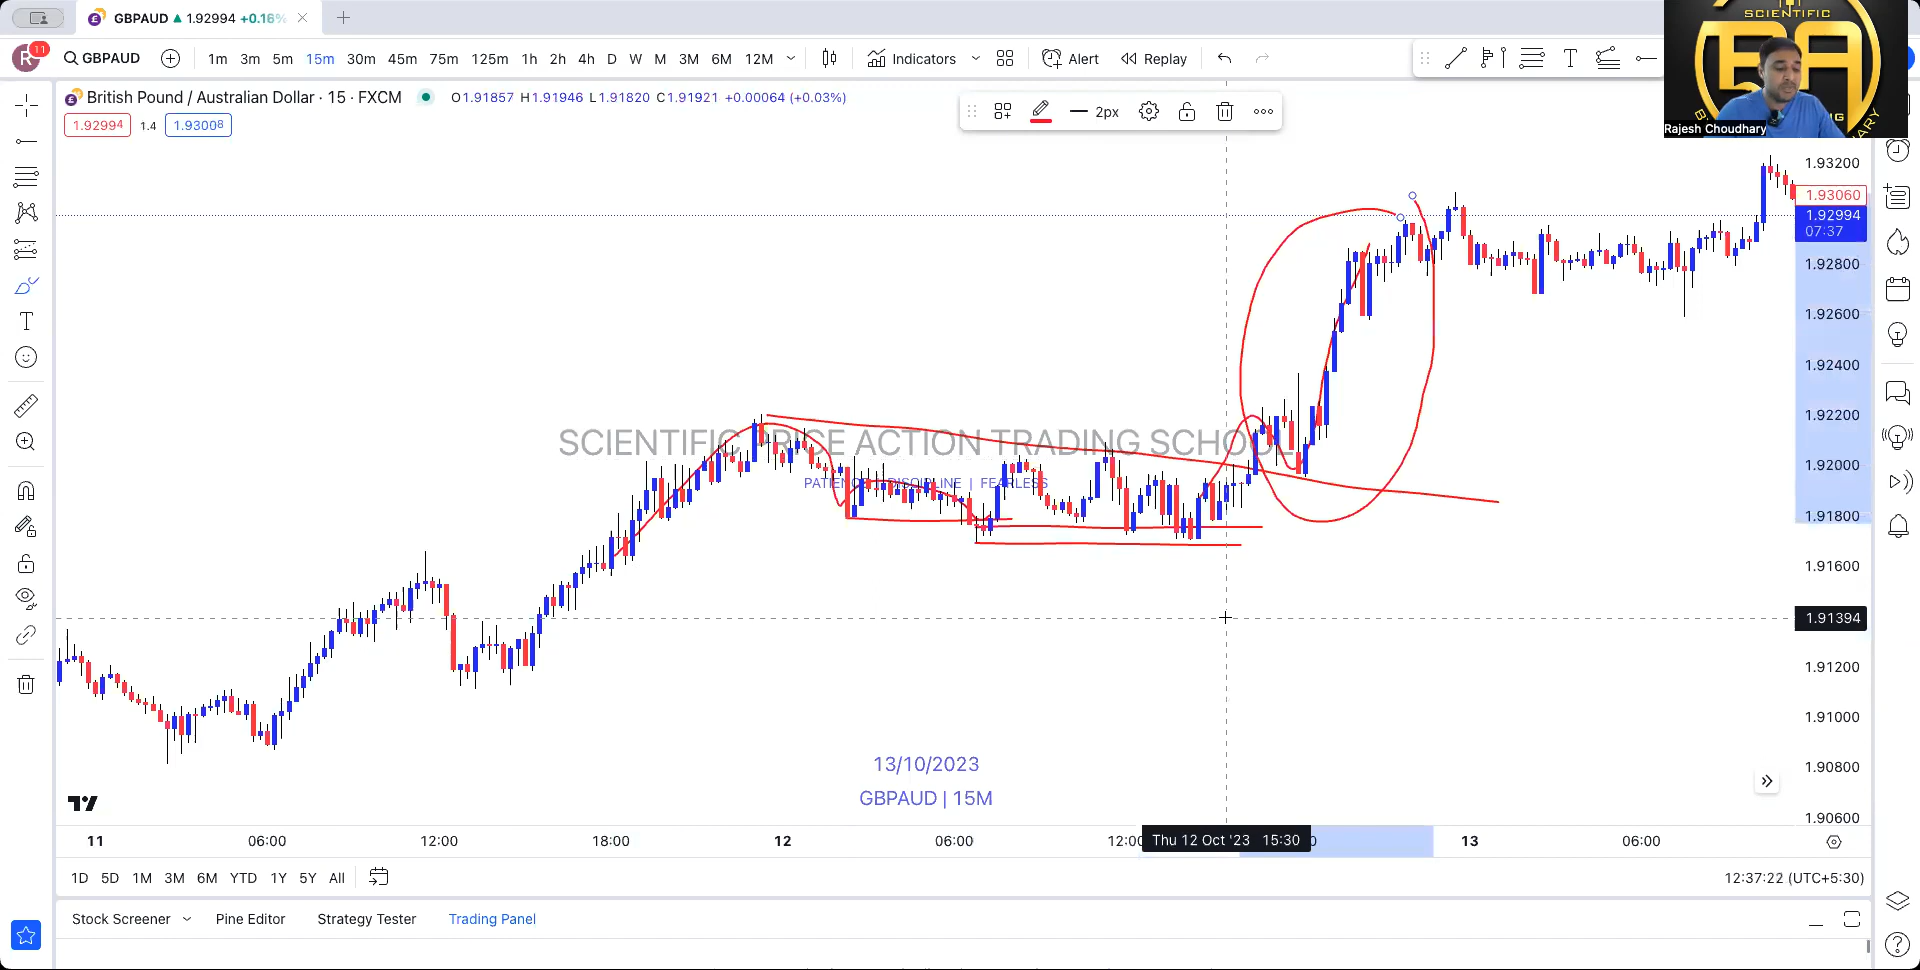 GBPAUD ▲ 1.92994 +0.16%
SCIENTIFIC
BA
R 11 GBPAUD 1m 3m 5m 15m 30m 45m 75m 125m 1h 2h 4h D W M 3M 6M 12M Indicators Alert Replay
British Pound / Australian Dollar · 15 · FXCM O1.91857 H1.91946 L1.91820 C1.91921 +0.00064 (+0.03%)
1.92994 1.4 1.93008
2px
Rajesh Choudhary
1.93200
1.93060
1.92994
07:37
1.92800
1.92600
1.92400
1.92200
SCIENTIFIC PRICE ACTION TRADING SCHOOL
1.92000
PATIENCE | DISCIPLINE | FEARLESS
1.91800
1.91600
1.91394
1.91200
1.91000
13/10/2023
1.90800
GBPAUD | 15M
1.90600
11 06:00 12:00 18:00 12 06:00 12:00 Thu 12 Oct '23 15:30 13 06:00
1D 5D 1M 3M 6M YTD 1Y 5Y All 12:37:22 (UTC+5:30)
Stock Screener Pine Editor Strategy Tester Trading Panel